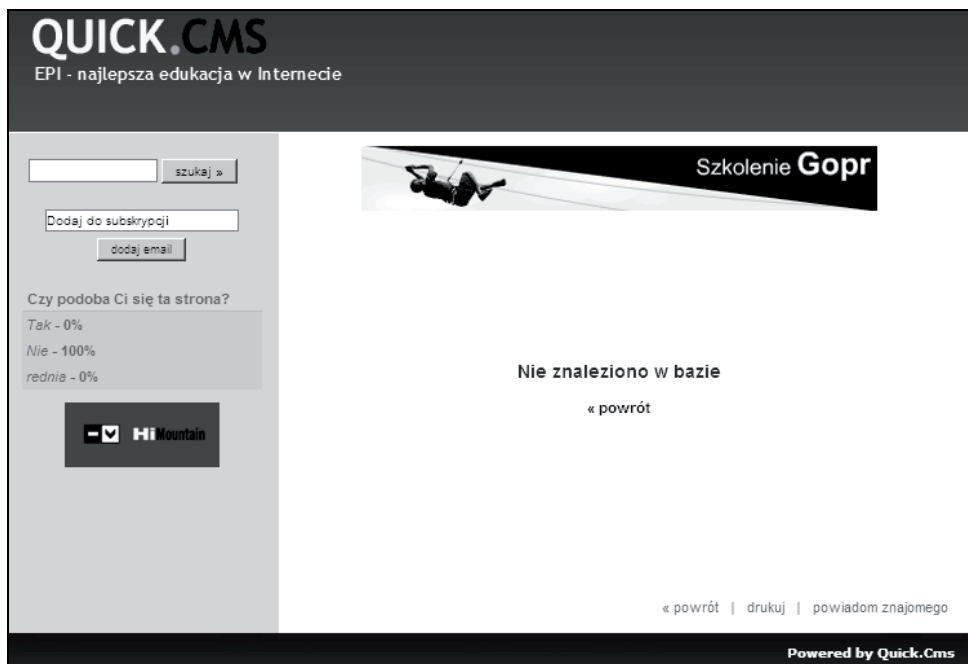 QUICK.CMS
EPI - najlepsza edukacja w Internecie
szukaj »
Dodaj do subskrypcji
dodaj email
Czy podoba Ci się ta strona?
Tak - 0%
Nie - 100%
rednia - 0%
HiMountain
Szkolenie Gopr
Nie znaleziono w bazie
« powrót
« powrót | drukuj | powiadom znajomego
Powered by Quick.Cms